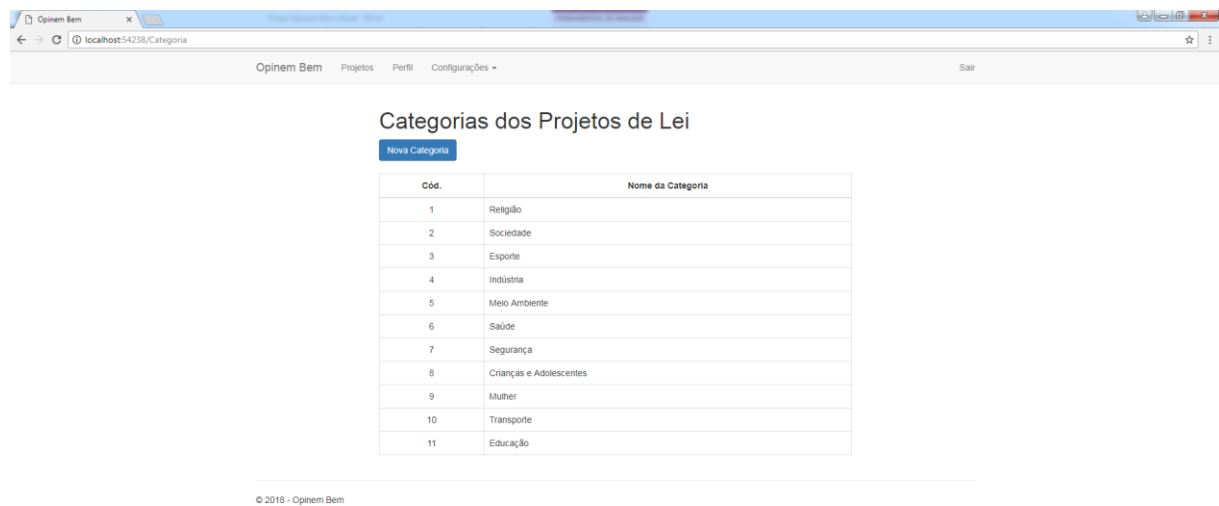 Opinem Bem
localhost:54238/Categoria
Opinem Bem Projetos Perfil Configurações Sair
Categorias dos Projetos de Lei
Nova Categoria
Cód. Nome da Categoria
1 Religião
2 Sociedade
3 Esporte
4 Indústria
5 Meio Ambiente
6 Saúde
7 Segurança
8 Crianças e Adolescentes
9 Mulher
10 Transporte
11 Educação
© 2018 - Opinem Bem